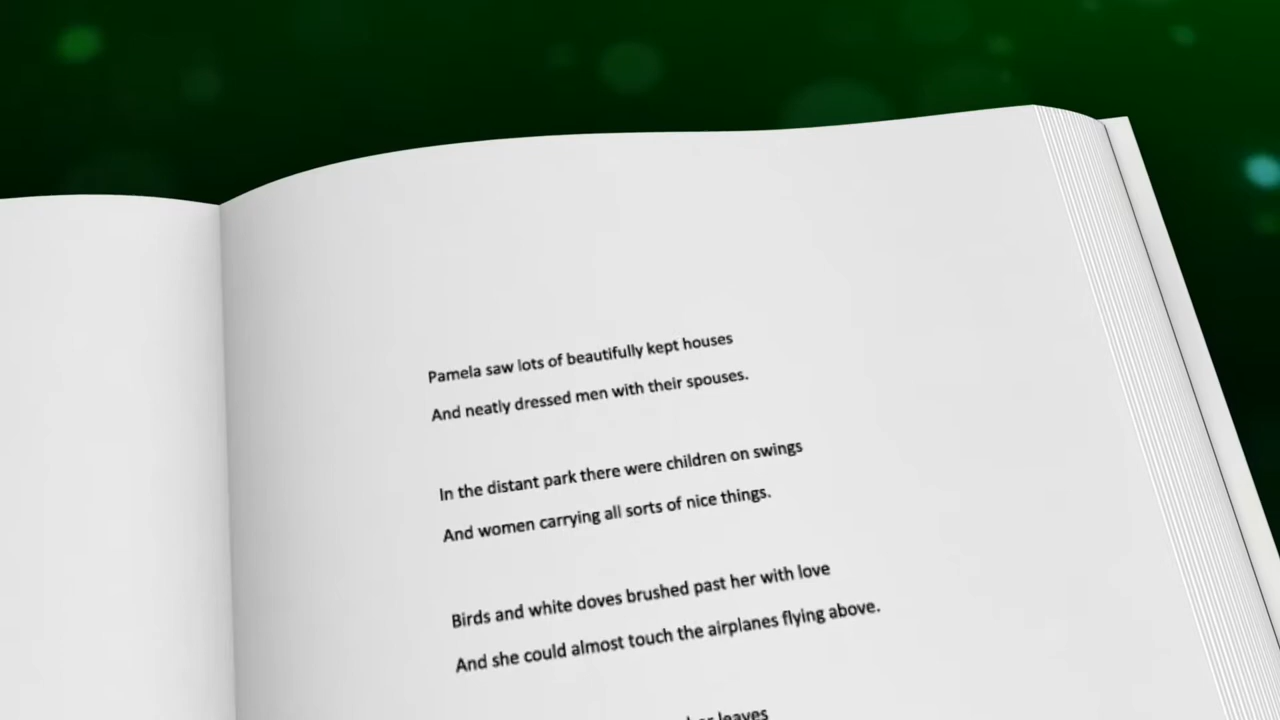 Pamela saw lots of beautifully kept houses
And neatly dressed men with their spouses.
In the distant park there were children on swings
And women carrying all sorts of nice things.
Birds and white doves brushed past her with love
And she could almost touch the airplanes flying above.
leaves